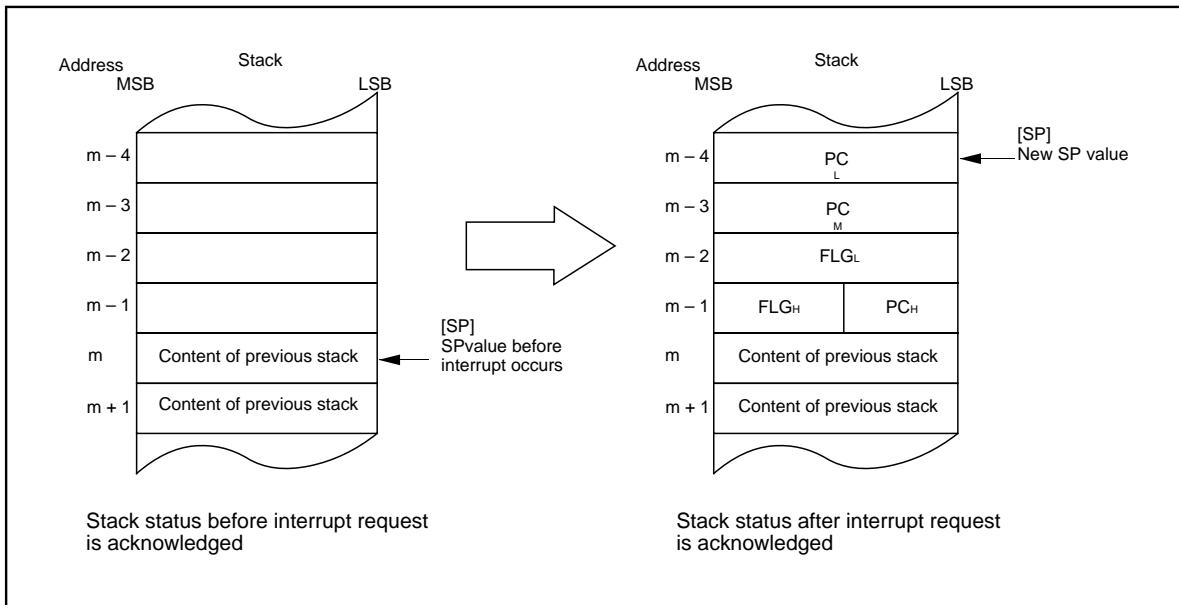 Stack
Address
MSB
LSB
m – 4
m – 3
m – 2
m – 1
m
Content of previous stack
m + 1
Content of previous stack
[SP]
SPvalue before
interrupt occurs
Stack status before interrupt request
is acknowledged
Stack
Address
MSB
LSB
m – 4
PC
L
[SP]
New SP value
m – 3
PC
M
m – 2
FLGL
m – 1
FLGH
PCH
m
Content of previous stack
m + 1
Content of previous stack
Stack status after interrupt request
is acknowledged